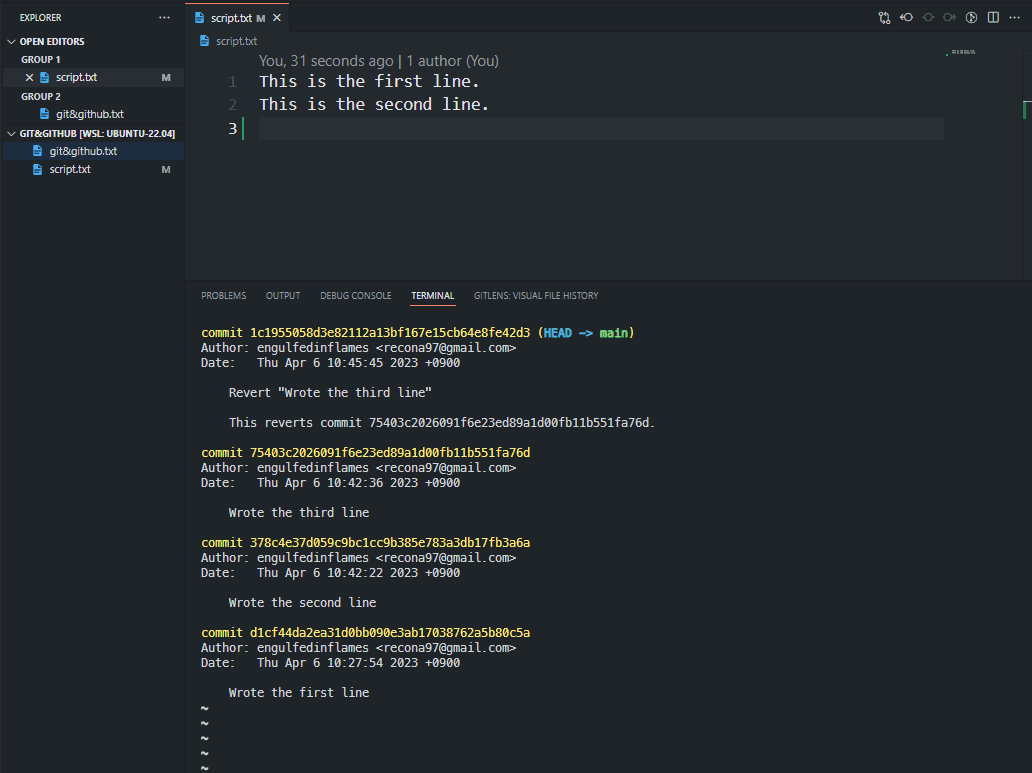 EXPLORER
OPEN EDITORS
GROUP 1
script.txt M
GROUP 2
git&github.txt
GIT&GITHUB [WSL: UBUNTU-22.04]
git&github.txt
script.txt M
script.txt M
script.txt
You, 31 seconds ago | 1 author (You)
1 This is the first line.
2 This is the second line.
3
PROBLEMS OUTPUT DEBUG CONSOLE TERMINAL GITLENS: VISUAL FILE HISTORY
commit 1c1955058d3e82112a13bf167e15cb64e8fe42d3 (HEAD -> main)
Author: engulfedinflames <recona97@gmail.com>
Date:   Thu Apr 6 10:45:45 2023 +0900
Revert "Wrote the third line"
This reverts commit 75403c2026091f6e23ed89a1d00fb11b551fa76d.
commit 75403c2026091f6e23ed89a1d00fb11b551fa76d
Author: engulfedinflames <recona97@gmail.com>
Date:   Thu Apr 6 10:42:36 2023 +0900
Wrote the third line
commit 378c4e37d059c9bc1cc9b385e783a3db17fb3a6a
Author: engulfedinflames <recona97@gmail.com>
Date:   Thu Apr 6 10:42:22 2023 +0900
Wrote the second line
commit d1cf44da2ea31d0bb090e3ab17038762a5b80c5a
Author: engulfedinflames <recona97@gmail.com>
Date:   Thu Apr 6 10:27:54 2023 +0900
Wrote the first line
~
~
~
~
~